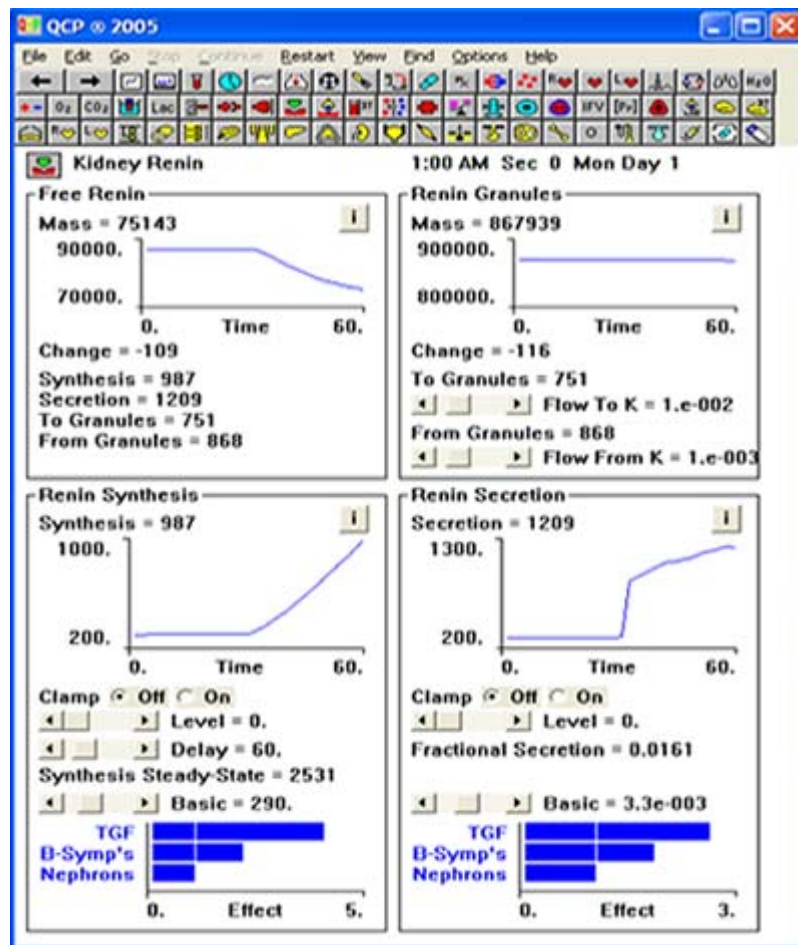 QCP ® 2005
File Edit Go Stop Continue Restart View Find Options Help
H2O
O2 CO2 Lac IFV [Pr]
Kidney Renin 1:00 AM Sec 0 Mon Day 1
Free Renin
Mass = 75143
i
90000.
70000.
0. Time 60.
Change = -109
Synthesis = 987
Secretion = 1209
To Granules = 751
From Granules = 868
Renin Granules
Mass = 867939
i
900000.
800000.
0. Time 60.
Change = -116
To Granules = 751
Flow To K = 1.e-002
From Granules = 868
Flow From K = 1.e-003
Renin Synthesis
Synthesis = 987
i
1000.
200.
0. Time 60.
Clamp Off On
Level = 0.
Delay = 60.
Synthesis Steady-State = 2531
Basic = 290.
TGF
B-Symp's
Nephrons
0. Effect 5.
Renin Secretion
Secretion = 1209
i
1300.
200.
0. Time 60.
Clamp Off On
Level = 0.
Fractional Secretion = 0.0161
Basic = 3.3e-003
TGF
B-Symp's
Nephrons
0. Effect 3.